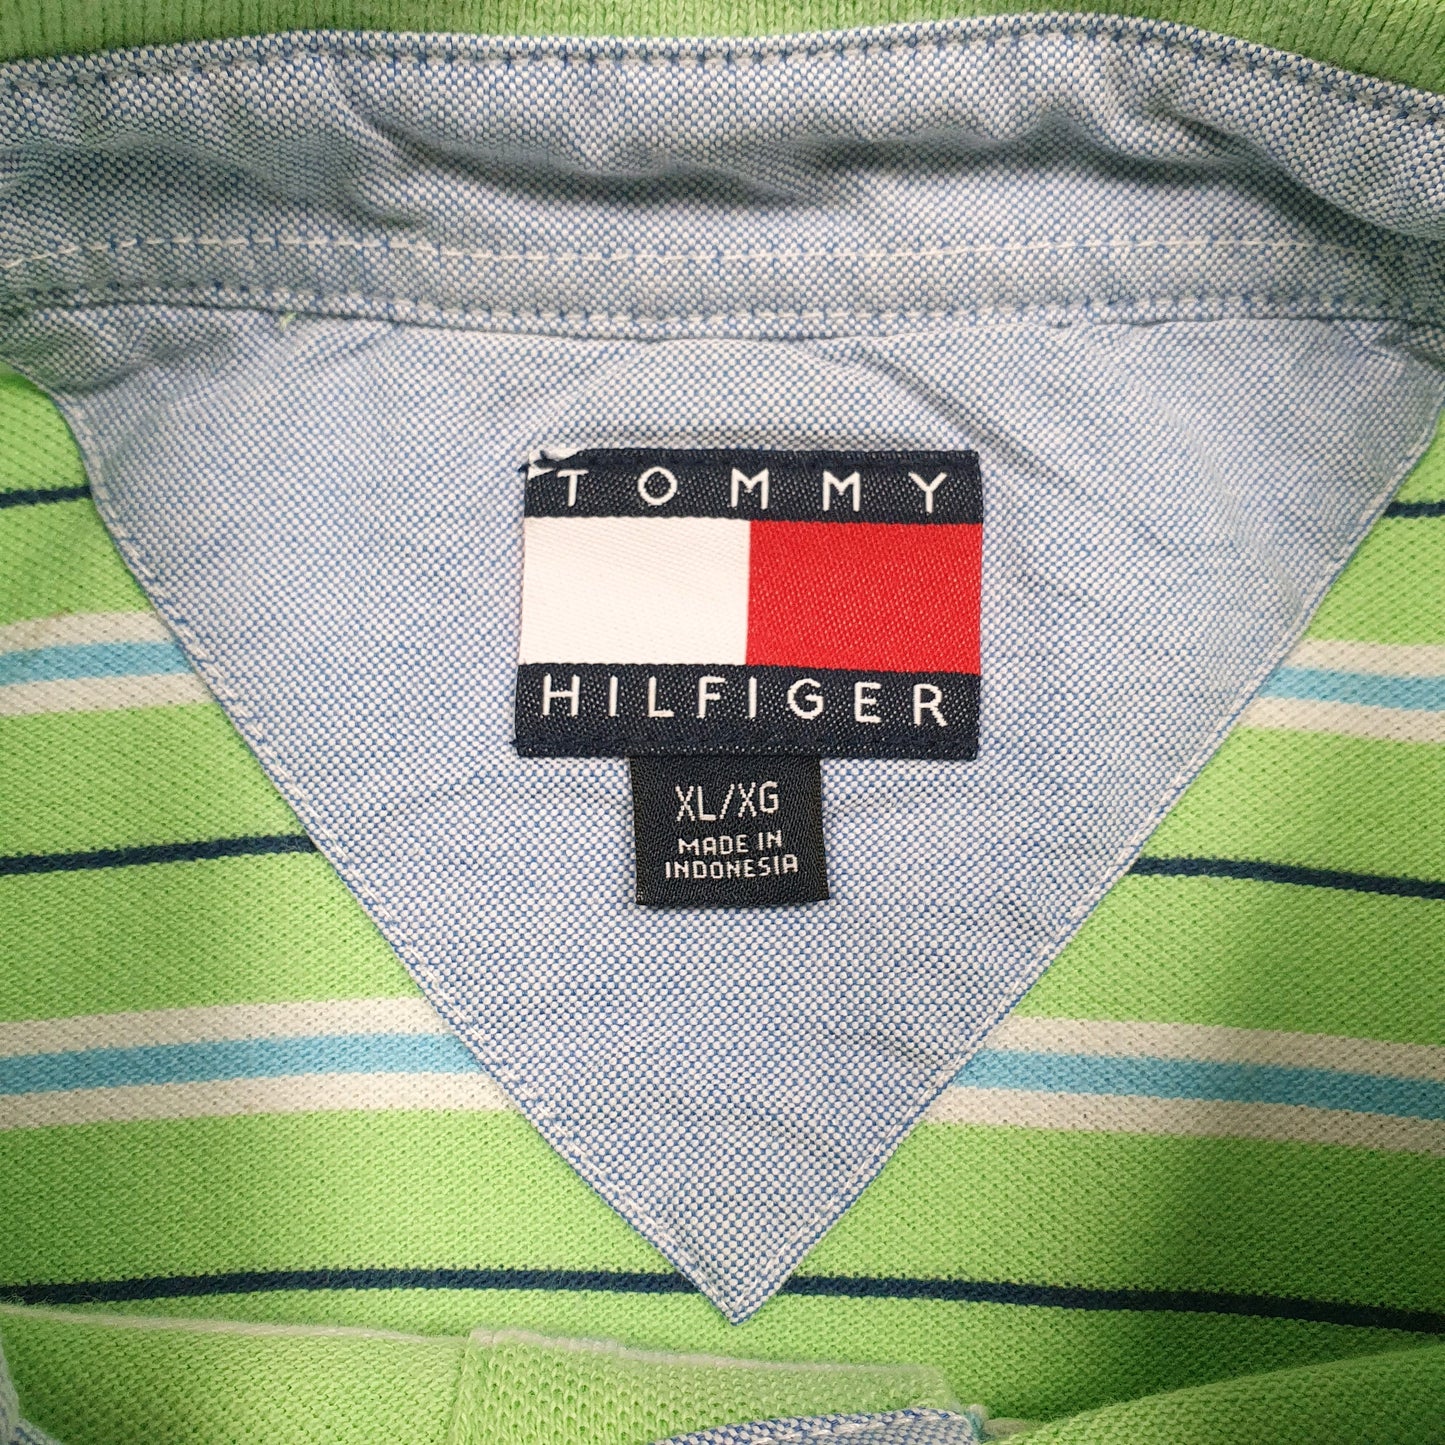 TOMMY
HILFIGER
XL/XG
MADE IN
INDONESIA